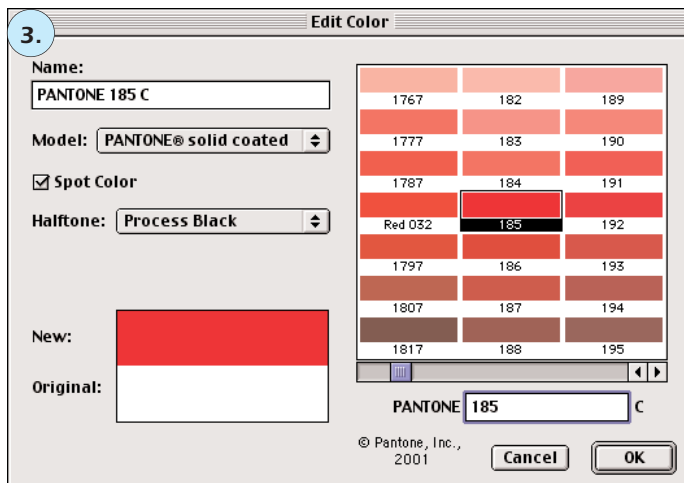 3.
Edit Color
Name:
PANTONE 185 C
Model: PANTONE® solid coated
Spot Color
Halftone: Process Black
New:
Original:
1767 182 189
1777 183 190
1787 184 191
Red 032 185 192
1797 186 193
1807 187 194
1817 188 195
PANTONE 185 C
© Pantone, Inc.,
2001
Cancel OK